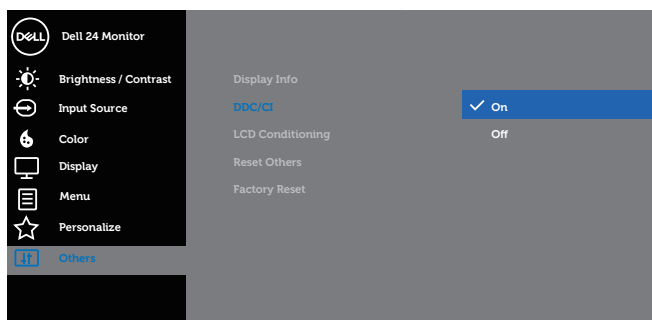 DELL
Dell 24 Monitor
Brightness / Contrast
Input Source
Color
Display
Menu
Personalize
Others
Display Info
DDC/CI
LCD Conditioning
Reset Others
Factory Reset
On
Off